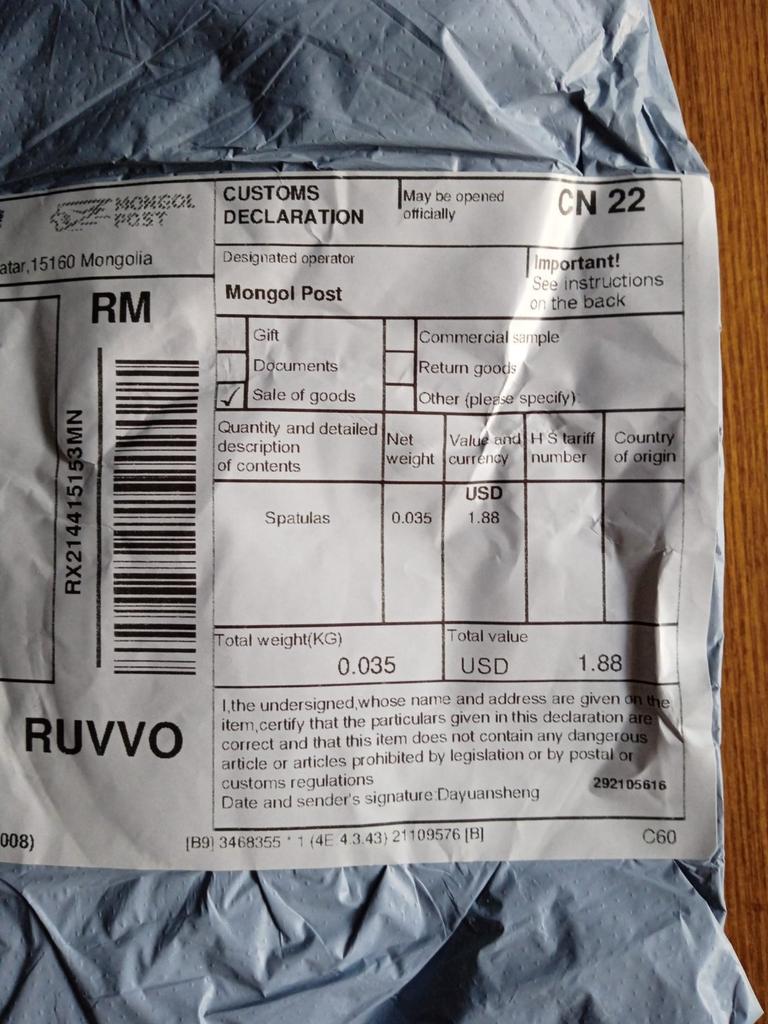 MONGOL
POST
atar,15160 Mongolia
RM
RX214415153MN
RUVVO
008)
CUSTOMS
DECLARATION
May be opened
officially
CN 22
Designated operator
Mongol Post
Important!
See instructions
on the back
Gift
Commercial sample
Documents
Return goods
✓ Sale of goods
Other (please specify)
Quantity and detailed
description
of contents
Net
weight
Value and
currency
H S tariff
number
Country
of origin
USD
Spatulas 0.035 1.88
Total weight(KG)
0.035
Total value
USD 1.88
I,the undersigned,whose name and address are given on the
item,certify that the particulars given in this declaration are
correct and that this item does not contain any dangerous
article or articles prohibited by legislation or by postal or
customs regulations
292105616
Date and sender's signature:Dayuansheng
[B9] 3468355 * 1 (4E 4.3.43) 21109576 [B] C60